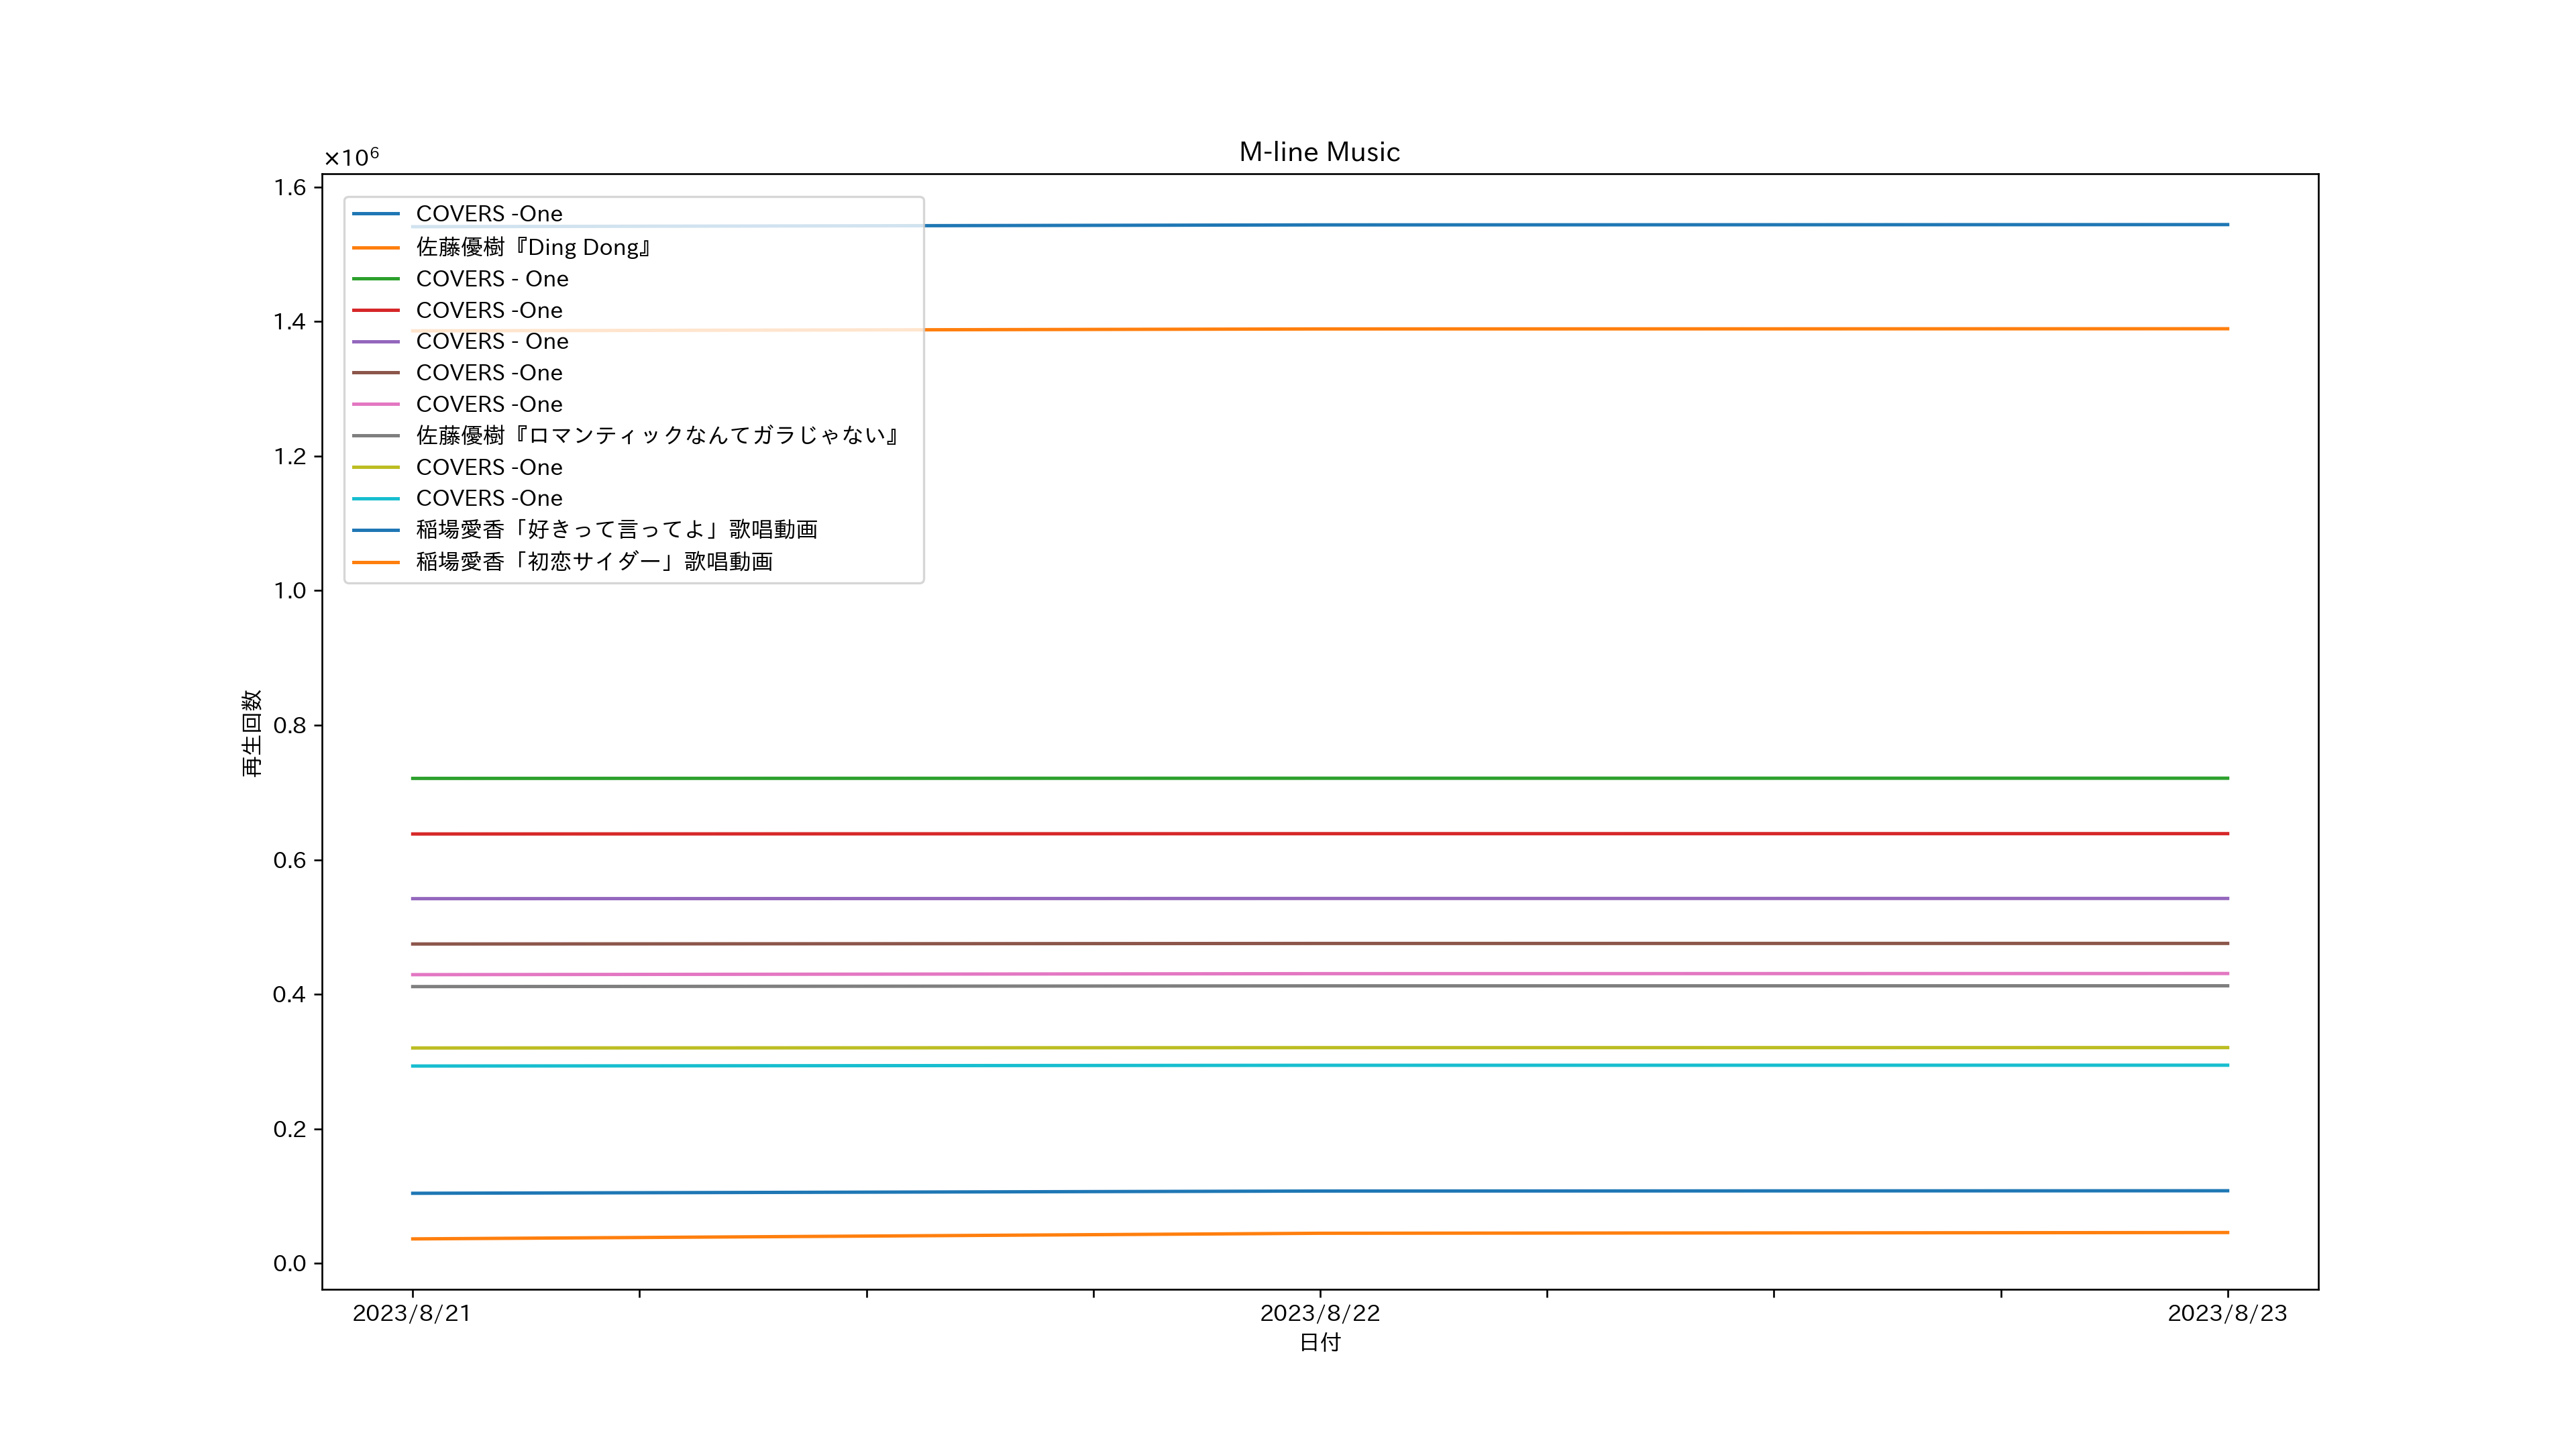 M-line Music
×10⁶
1.6
1.4
1.2
1.0
0.8
0.6
0.4
0.2
0.0
再生回数
COVERS -One
佐藤優樹『Ding Dong』
COVERS - One
COVERS -One
COVERS - One
COVERS -One
COVERS -One
佐藤優樹『ロマンティックなんてガラじゃない』
COVERS -One
COVERS -One
稲場愛香「好きって言ってよ」歌唱動画
稲場愛香「初恋サイダー」歌唱動画
2023/8/21 2023/8/22 2023/8/23
日付